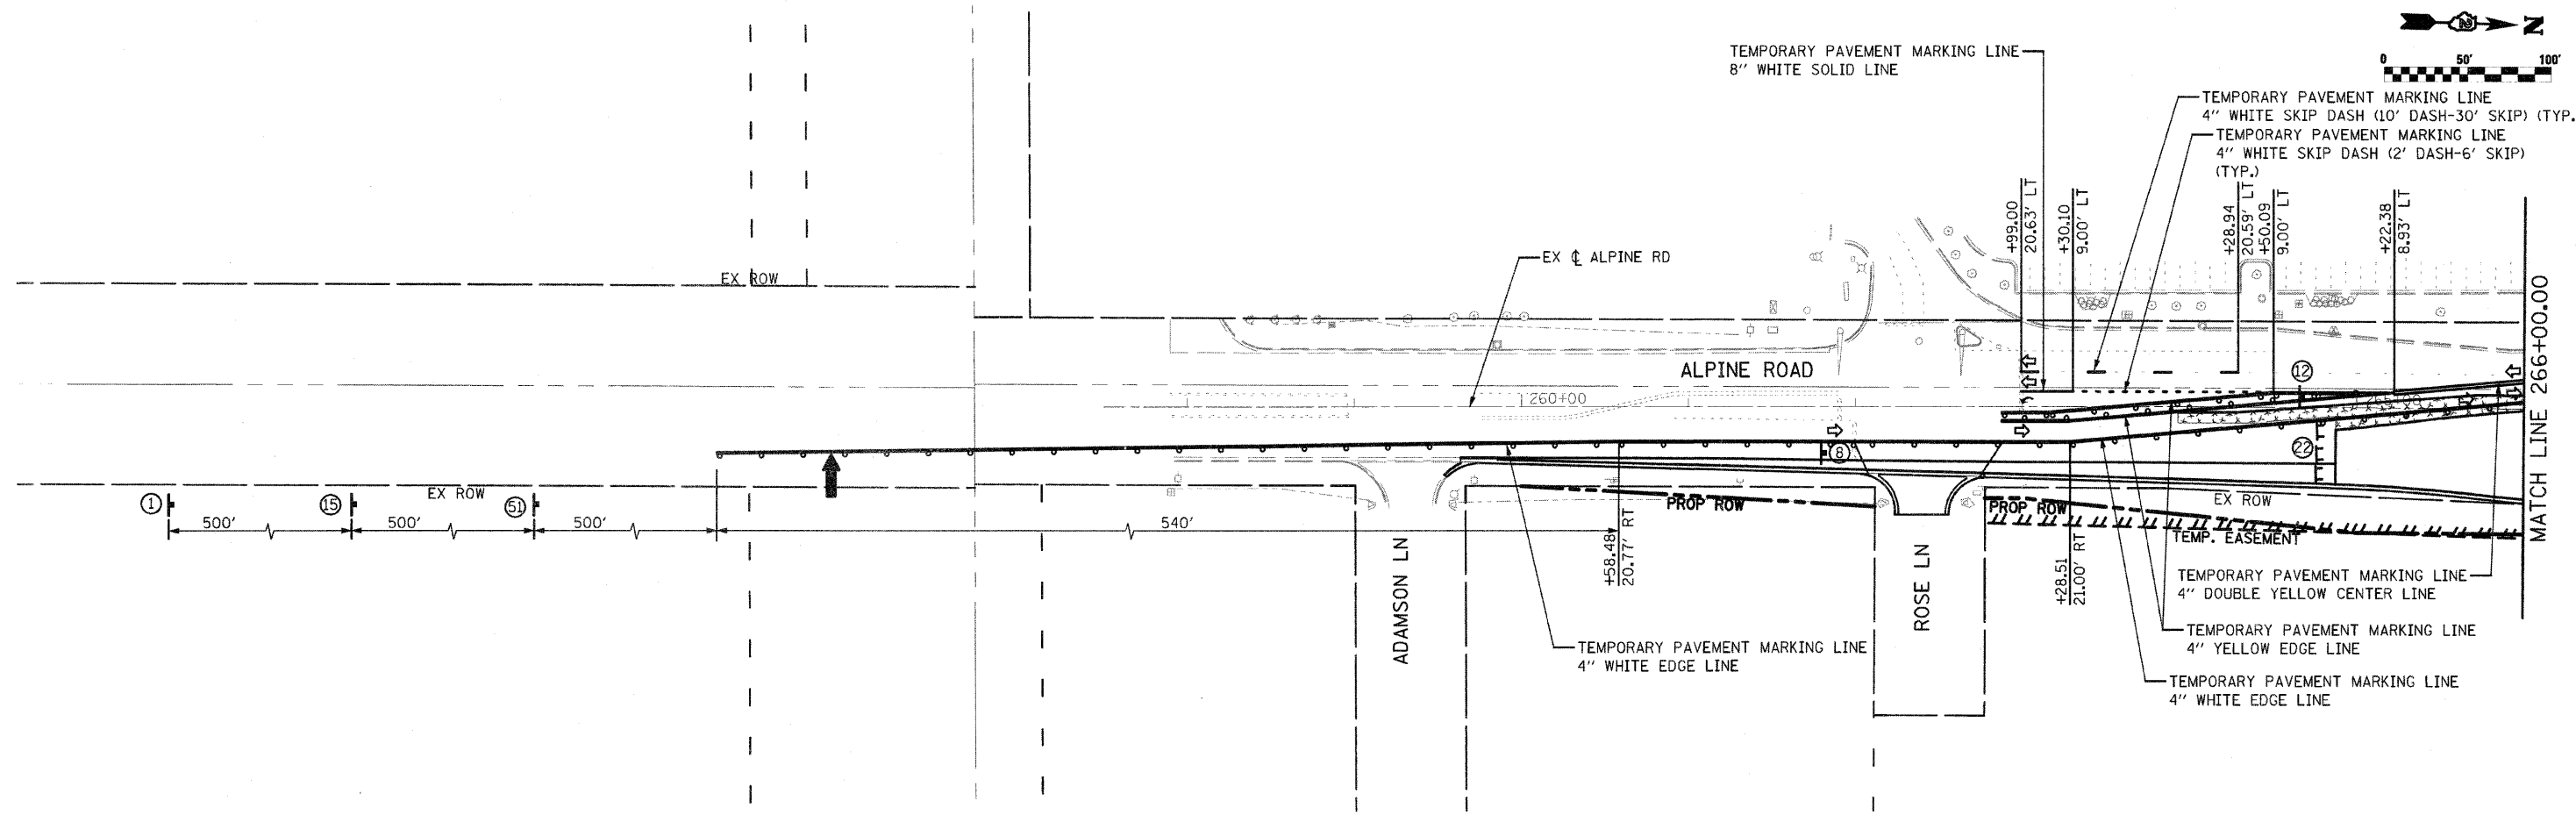 N
0 50' 100'
TEMPORARY PAVEMENT MARKING LINE
8" WHITE SOLID LINE
TEMPORARY PAVEMENT MARKING LINE
4" WHITE SKIP DASH (10' DASH-30' SKIP) (TYP.
TEMPORARY PAVEMENT MARKING LINE
4" WHITE SKIP DASH (2' DASH-6' SKIP)
(TYP.)
+99.00
20.63' LT
+30.10
9.00' LT
+28.94
20.59' LT
+50.09
9.00' LT
+22.38
8.93' LT
EX ROW
EX ℄ ALPINE RD
ALPINE ROAD
260+00
12
MATCH LINE 266+00.00
8
22
1
15
51
EX ROW
500'
500'
500'
540'
+58.48
20.77' RT
PROP ROW
PROP ROW
EX ROW
TEMP. EASEMENT
+28.51
21.00' RT
ADAMSON LN
ROSE LN
TEMPORARY PAVEMENT MARKING LINE
4" DOUBLE YELLOW CENTER LINE
TEMPORARY PAVEMENT MARKING LINE
4" YELLOW EDGE LINE
TEMPORARY PAVEMENT MARKING LINE
4" WHITE EDGE LINE
TEMPORARY PAVEMENT MARKING LINE
4" WHITE EDGE LINE